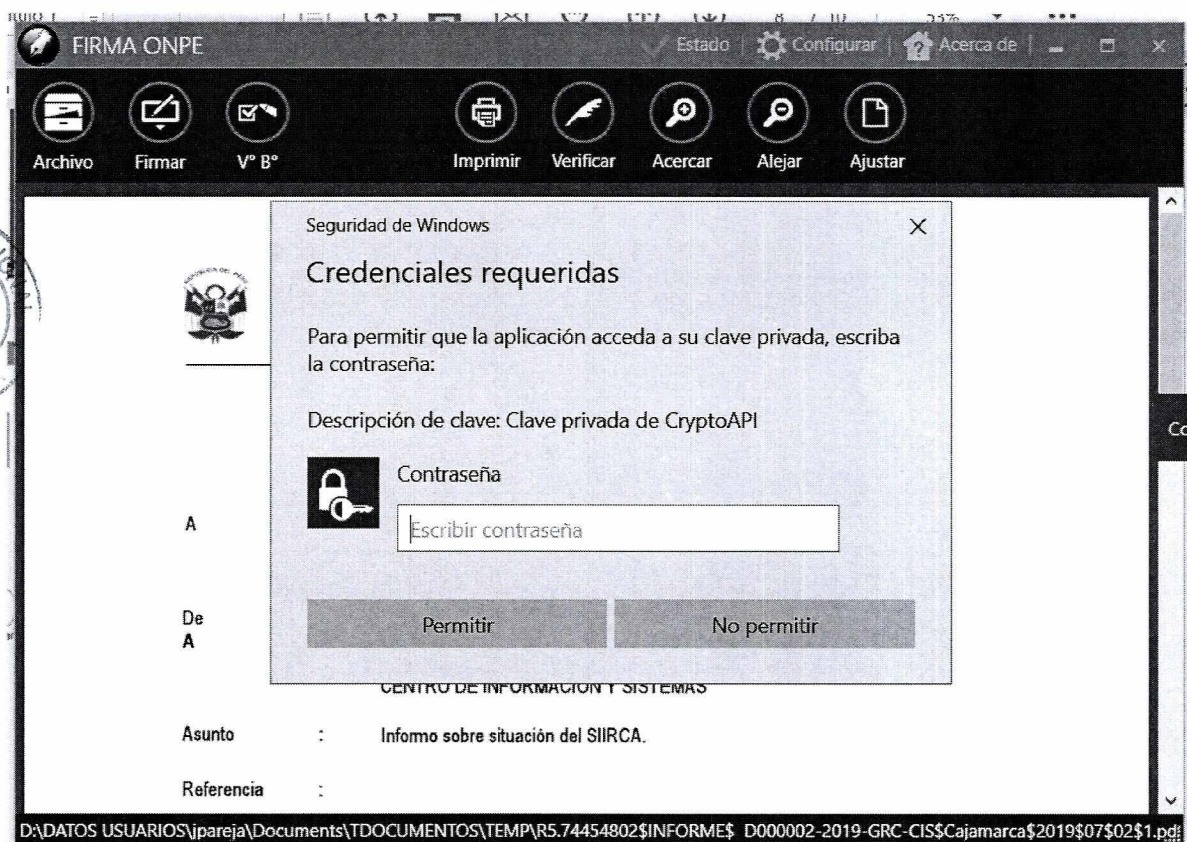 8 / 10 53%
FIRMA ONPE
Estado Configurar Acerca de
Archivo Firmar V° B° Imprimir Verificar Acercar Alejar Ajustar
Seguridad de Windows
Credenciales requeridas
Para permitir que la aplicación acceda a su clave privada, escriba
la contraseña:
Descripción de clave: Clave privada de CryptoAPI
Contraseña
Escribir contraseña
Permitir No permitir
A
De
A
CENTRO DE INFORMACION Y SISTEMAS
Asunto : Informo sobre situación del SIIRCA.
Referencia :
D:\DATOS USUARIOS\jpareja\Documents\TDOCUMENTOS\TEMP\R5.74454802$INFORME$ D000002-2019-GRC-CIS$Cajamarca$2019$07$02$1.pdf